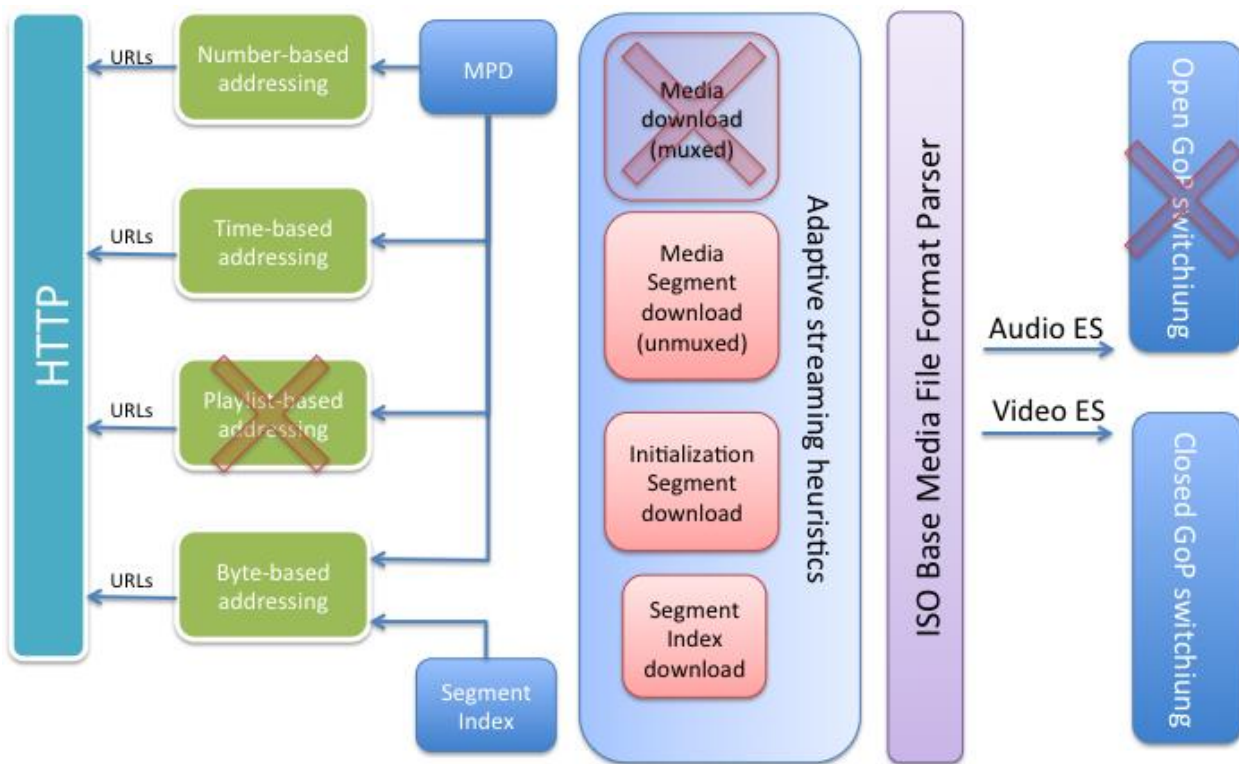 HTTP
URLs
Number-based
addressing
MPD
URLs
Time-based
addressing
URLs
Playlist-based
addressing
URLs
Byte-based
addressing
Segment
Index
Media
download
(muxed)
Media
Segment
download
(unmuxed)
Initialization
Segment
download
Segment
Index
download
Adaptive streaming heuristics
ISO Base Media File Format Parser
Audio ES
Video ES
Open GoP switchiung
Closed GoP switchiung